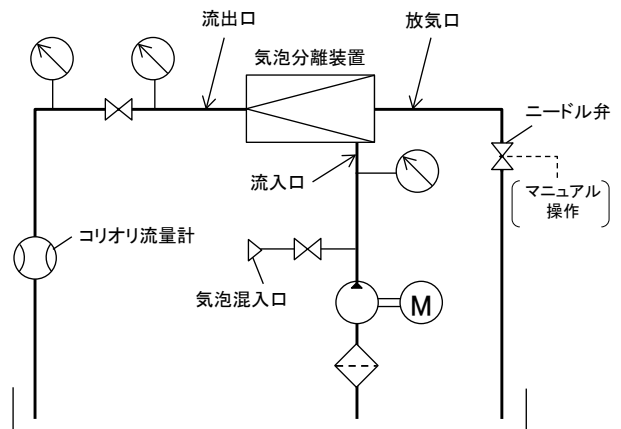 流出口
放気口
気泡分離装置
ニードル弁
流入口
マニュアル
操作
コリオリ流量計
気泡混入口
M